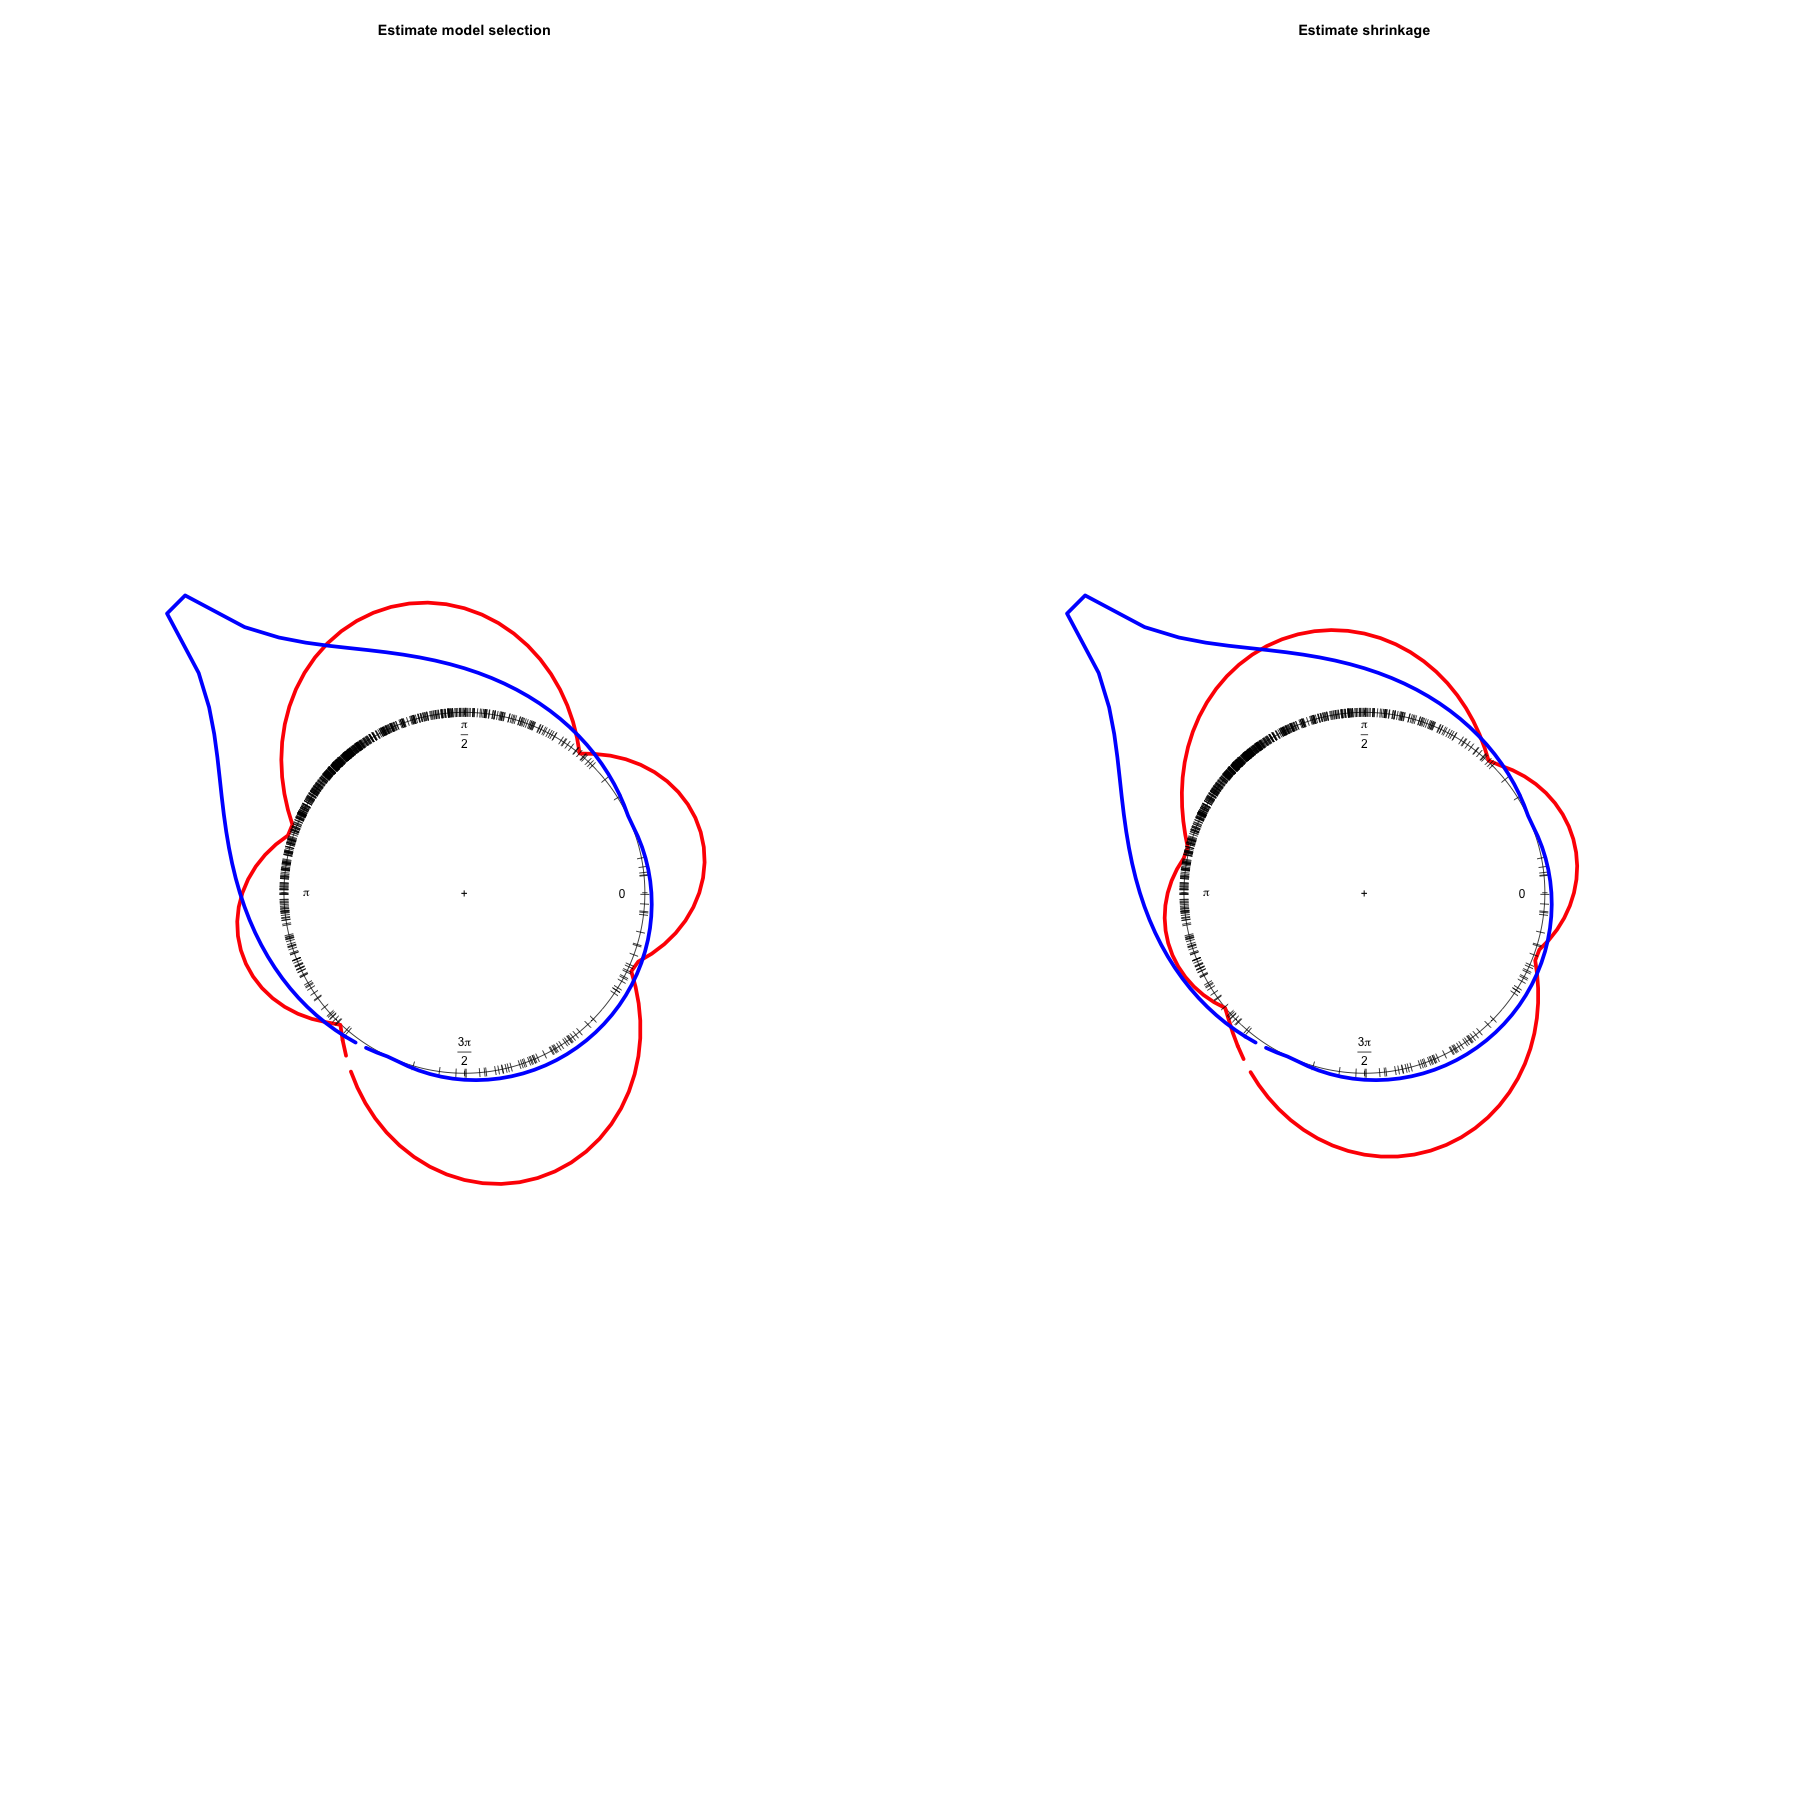 Estimate model selection
π
2
π
+
0
3π
2
Estimate shrinkage
π
2
π
+
0
3π
2